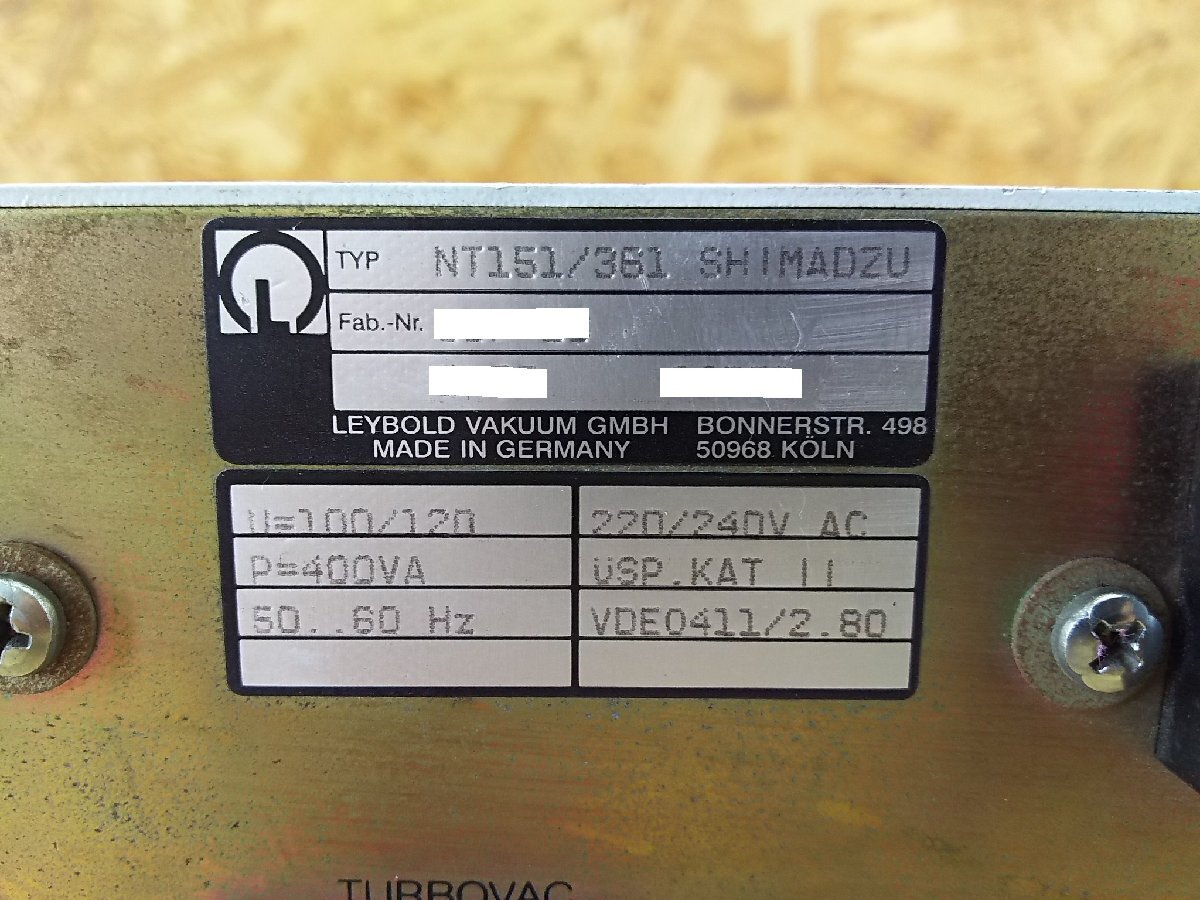 TYP NT151/361 SHIMADZU
Fab.-Nr.
LEYBOLD VAKUUM GMBH BONNERSTR. 498
MADE IN GERMANY 50968 KÖLN
U=100/120 220/240V AC
P=400VA ÜSP.KAT II
50..60 Hz VDE0411/2.80
TURBOVAC